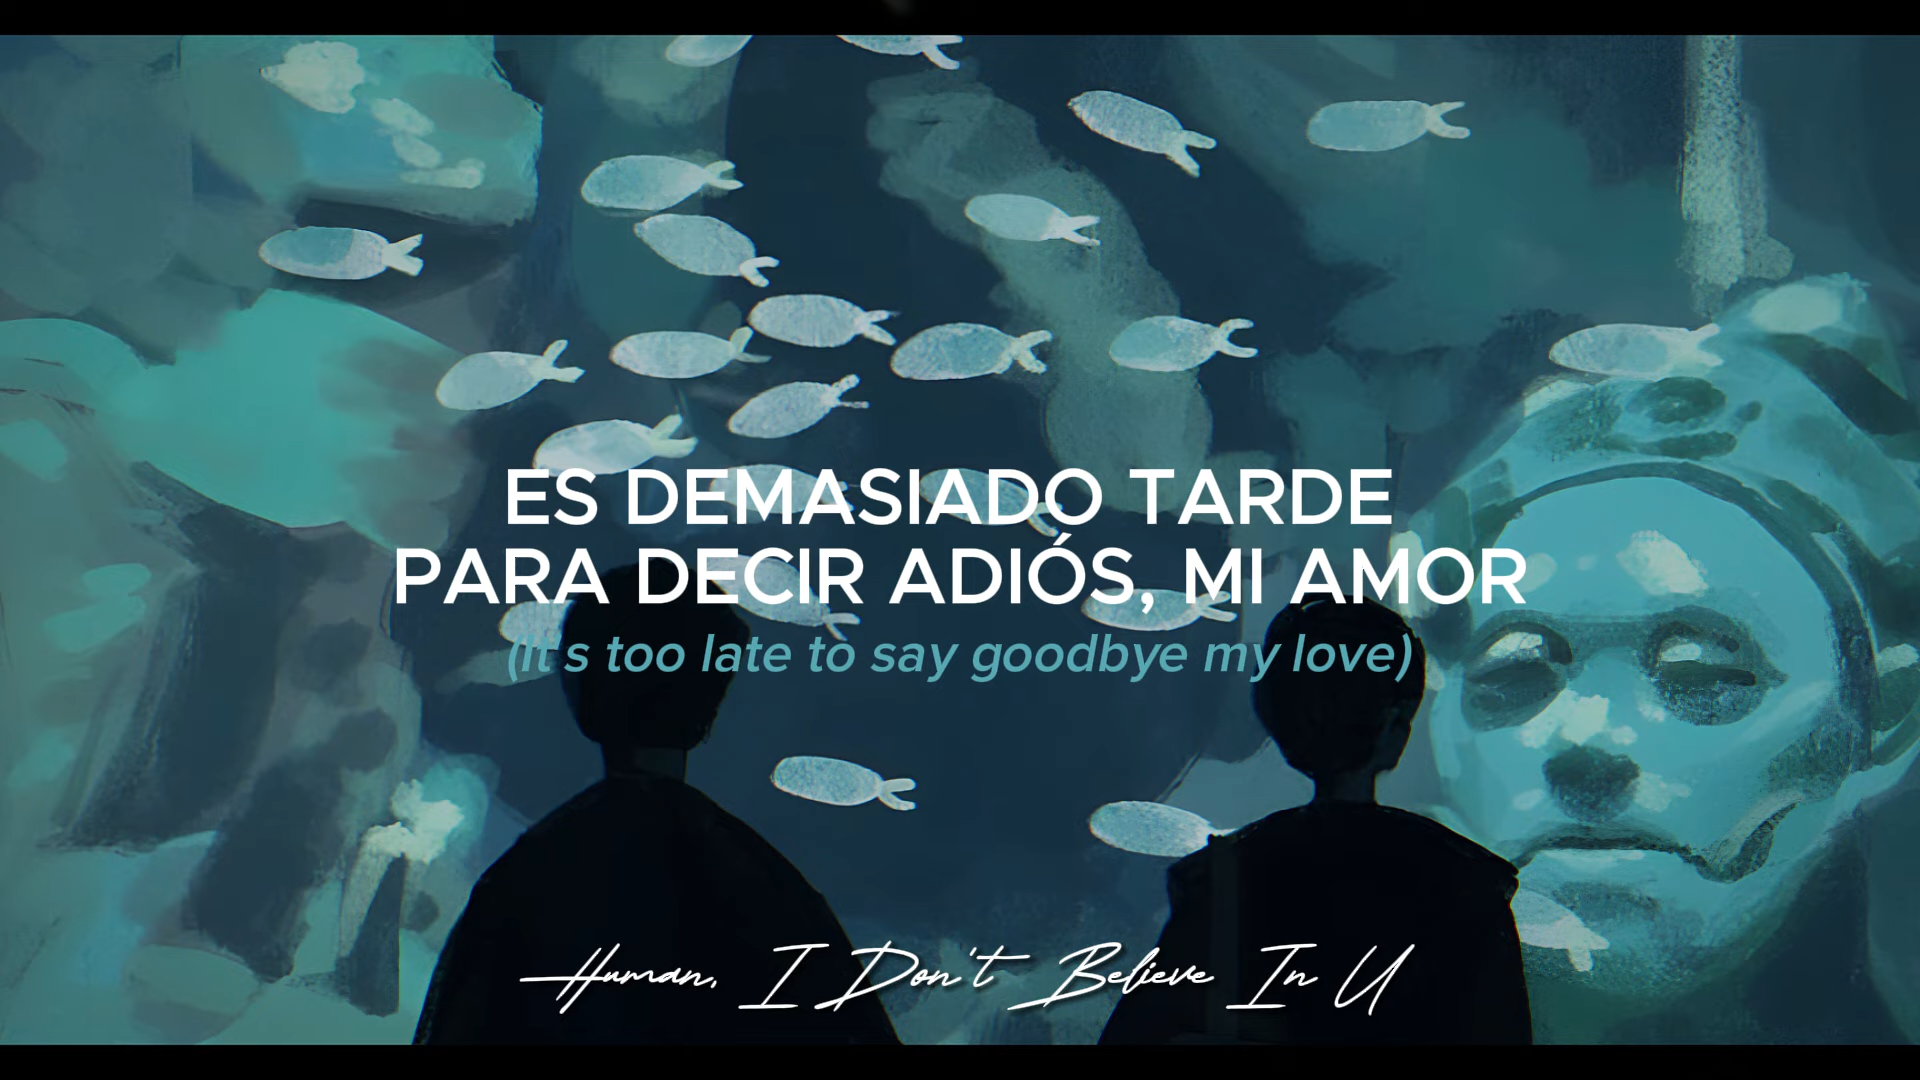 ES DEMASIADO TARDE
PARA DECIR ADIÓS, MI AMOR
(It's too late to say goodbye my love)
Human, I Don't Believe In U